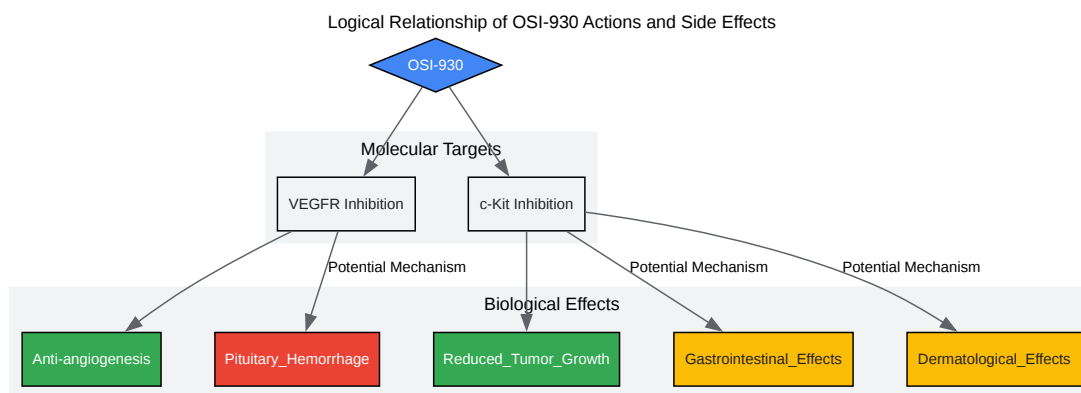 Logical Relationship of OSI-930 Actions and Side Effects
OSI-930
Molecular Targets
VEGFR Inhibition
c-Kit Inhibition
Potential Mechanism
Potential Mechanism
Potential Mechanism
Biological Effects
Anti-angiogenesis
Pituitary_Hemorrhage
Reduced_Tumor_Growth
Gastrointestinal_Effects
Dermatological_Effects